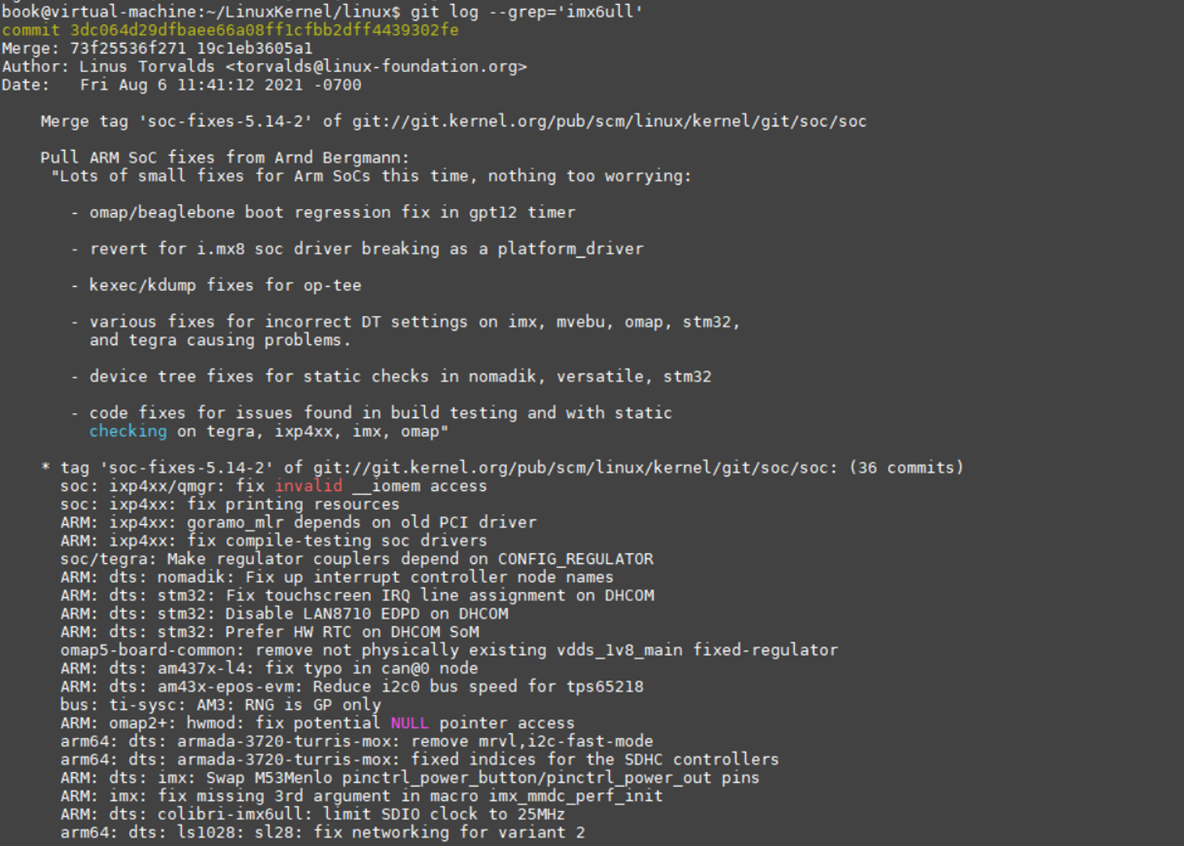 book@virtual-machine:~/LinuxKernel/linux$ git log --grep='imx6ull'
commit 3dc064d29dfbaee66a08ff1cfbb2dff4439302fe
Merge: 73f25536f271 19c1eb3605a1
Author: Linus Torvalds <torvalds@linux-foundation.org>
Date:   Fri Aug 6 11:41:12 2021 -0700
    Merge tag 'soc-fixes-5.14-2' of git://git.kernel.org/pub/scm/linux/kernel/git/soc/soc
    Pull ARM SoC fixes from Arnd Bergmann:
     "Lots of small fixes for Arm SoCs this time, nothing too worrying:
       - omap/beaglebone boot regression fix in gpt12 timer
       - revert for i.mx8 soc driver breaking as a platform_driver
       - kexec/kdump fixes for op-tee
       - various fixes for incorrect DT settings on imx, mvebu, omap, stm32,
         and tegra causing problems.
       - device tree fixes for static checks in nomadik, versatile, stm32
       - code fixes for issues found in build testing and with static
         checking on tegra, ixp4xx, imx, omap"
    * tag 'soc-fixes-5.14-2' of git://git.kernel.org/pub/scm/linux/kernel/git/soc/soc: (36 commits)
      soc: ixp4xx/qmgr: fix invalid __iomem access
      soc: ixp4xx: fix printing resources
      ARM: ixp4xx: goramo_mlr depends on old PCI driver
      ARM: ixp4xx: fix compile-testing soc drivers
      soc/tegra: Make regulator couplers depend on CONFIG_REGULATOR
      ARM: dts: nomadik: Fix up interrupt controller node names
      ARM: dts: stm32: Fix touchscreen IRQ line assignment on DHCOM
      ARM: dts: stm32: Disable LAN8710 EDPD on DHCOM
      ARM: dts: stm32: Prefer HW RTC on DHCOM SoM
      omap5-board-common: remove not physically existing vdds_1v8_main fixed-regulator
      ARM: dts: am437x-l4: fix typo in can@0 node
      ARM: dts: am43x-epos-evm: Reduce i2c0 bus speed for tps65218
      bus: ti-sysc: AM3: RNG is GP only
      ARM: omap2+: hwmod: fix potential NULL pointer access
      arm64: dts: armada-3720-turris-mox: remove mrvl,i2c-fast-mode
      arm64: dts: armada-3720-turris-mox: fixed indices for the SDHC controllers
      ARM: dts: imx: Swap M53Menlo pinctrl_power_button/pinctrl_power_out pins
      ARM: imx: fix missing 3rd argument in macro imx_mmdc_perf_init
      ARM: dts: colibri-imx6ull: limit SDIO clock to 25MHz
      arm64: dts: ls1028: sl28: fix networking for variant 2